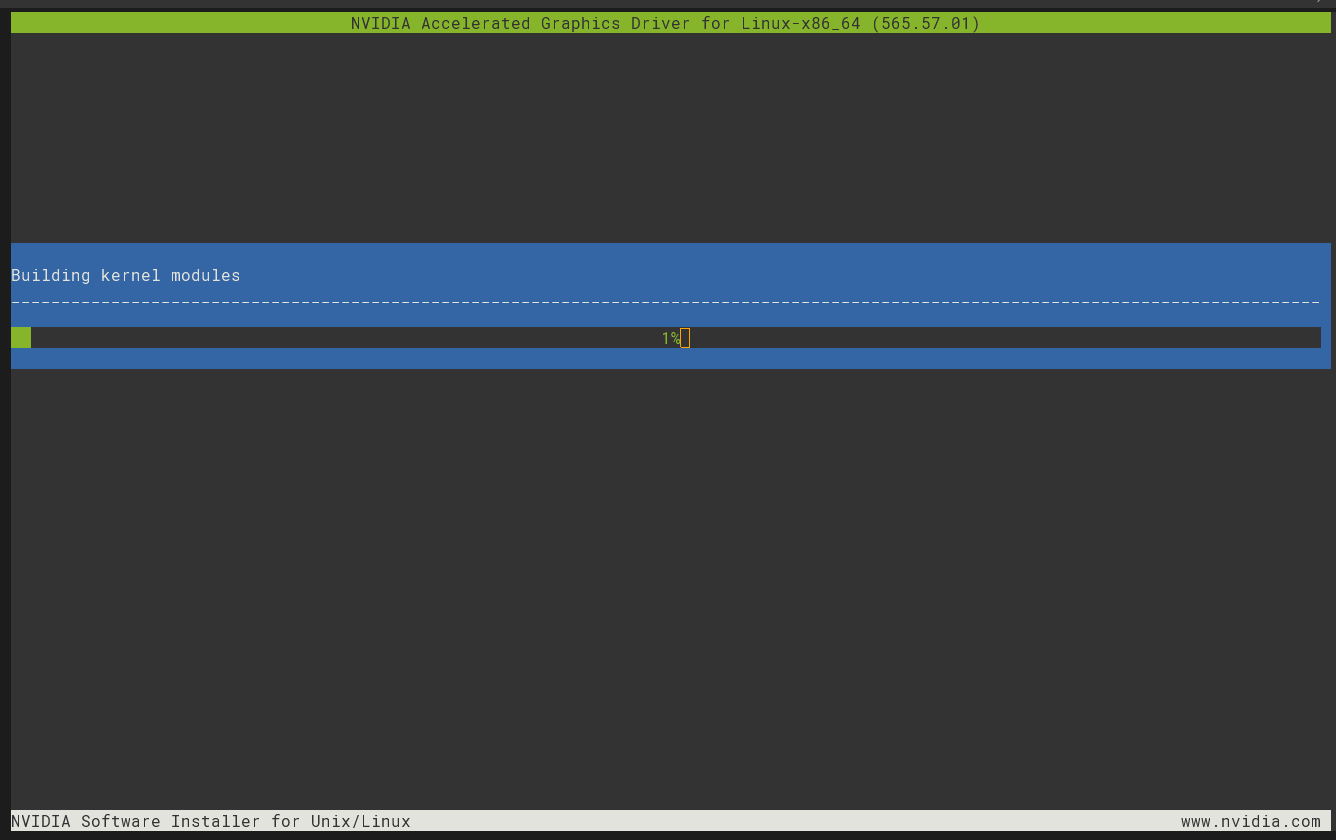 NVIDIA Accelerated Graphics Driver for Linux-x86_64 (565.57.01)
Building kernel modules
1%
NVIDIA Software Installer for Unix/Linux www.nvidia.com